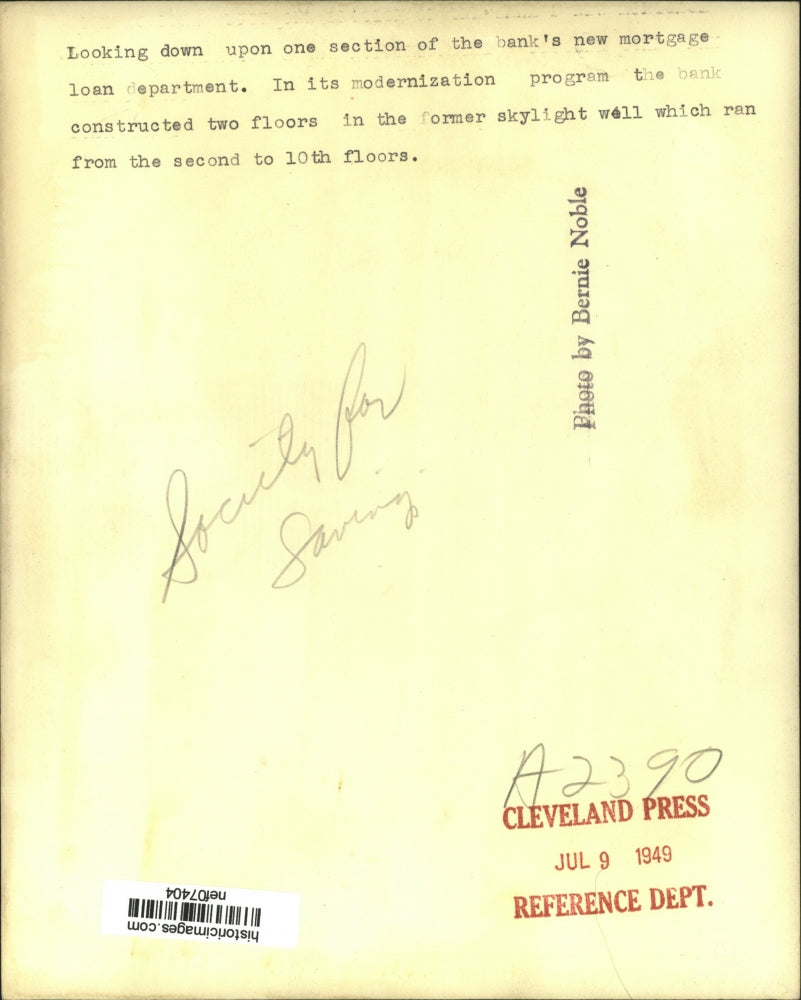 Looking down upon one section of the bank's new mortgage
loan department. In its modernization program the bank
constructed two floors in the former skylight well which ran
from the second to 10th floors.
Photo by Bernie Noble
Society for
Savings
A2390
CLEVELAND PRESS
JUL 9 1949
REFERENCE DEPT.
historicimages.com
nef07404